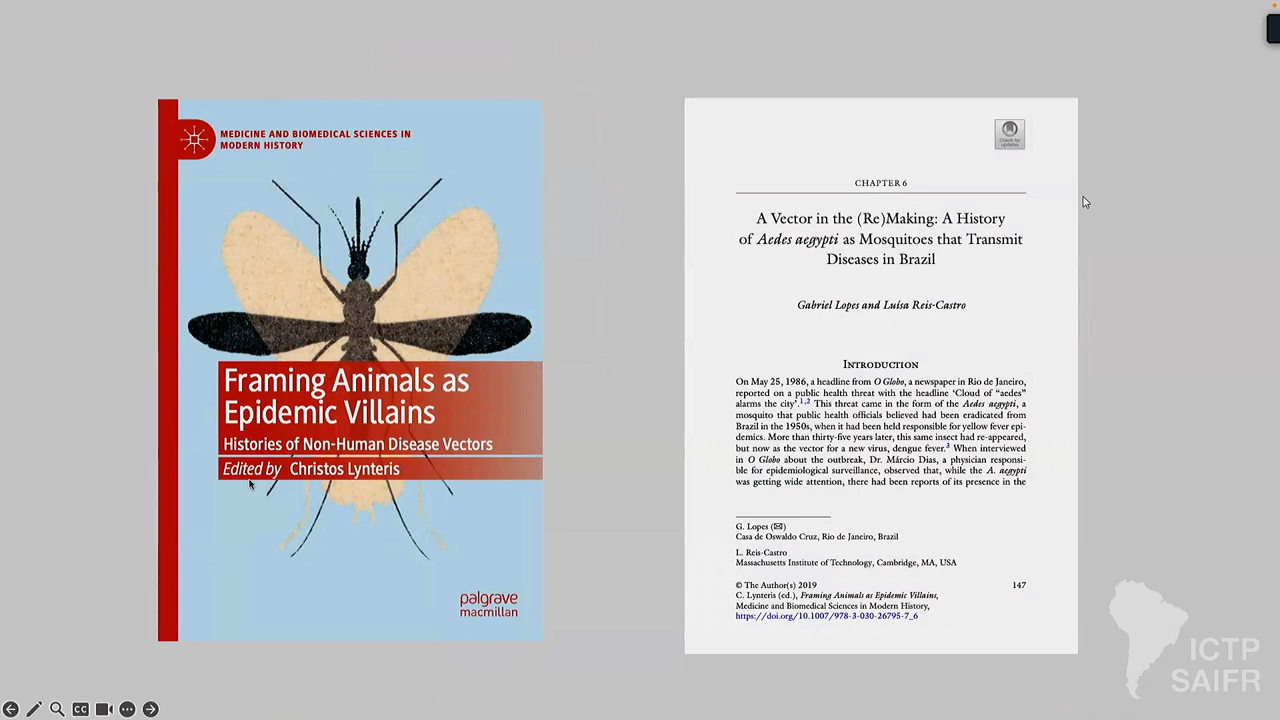 MEDICINE AND BIOMEDICAL SCIENCES IN
MODERN HISTORY
Framing Animals as
Epidemic Villains
Histories of Non-Human Disease Vectors
Edited by Christos Lynteris
palgrave
macmillan
Check for
updates
CHAPTER 6
A Vector in the (Re)Making: A History
of Aedes aegypti as Mosquitoes that Transmit
Diseases in Brazil
Gabriel Lopes and Luísa Reis-Castro
Introduction
On May 25, 1986, a headline from O Globo, a newspaper in Rio de Janeiro,
reported on a public health threat with the headline ‘Cloud of “aedes”
alarms the city’.1,2 This threat came in the form of the Aedes aegypti, a
mosquito that public health officials believed had been eradicated from
Brazil in the 1950s, when it had been held responsible for yellow fever epi-
demics. More than thirty-five years later, this same insect had re-appeared,
but now as the vector for a new virus, dengue fever.3 When interviewed
in O Globo about the outbreak, Dr. Márcio Dias, a physician responsi-
ble for epidemiological surveillance, observed that, while the A. aegypti
was getting wide attention, there had been reports of its presence in the
G. Lopes (✉)
Casa de Oswaldo Cruz, Rio de Janeiro, Brazil
L. Reis-Castro
Massachusetts Institute of Technology, Cambridge, MA, USA
© The Author(s) 2019 147
C. Lynteris (ed.), Framing Animals as Epidemic Villains,
Medicine and Biomedical Sciences in Modern History,
https://doi.org/10.1007/978-3-030-26795-7_6
ICTP
SAIFR
CC